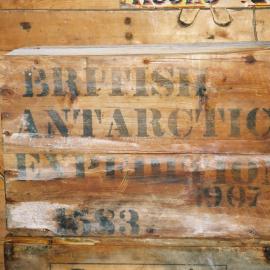 BRITISH
ANTARCTIC
EXPEDITION
1907
1583.